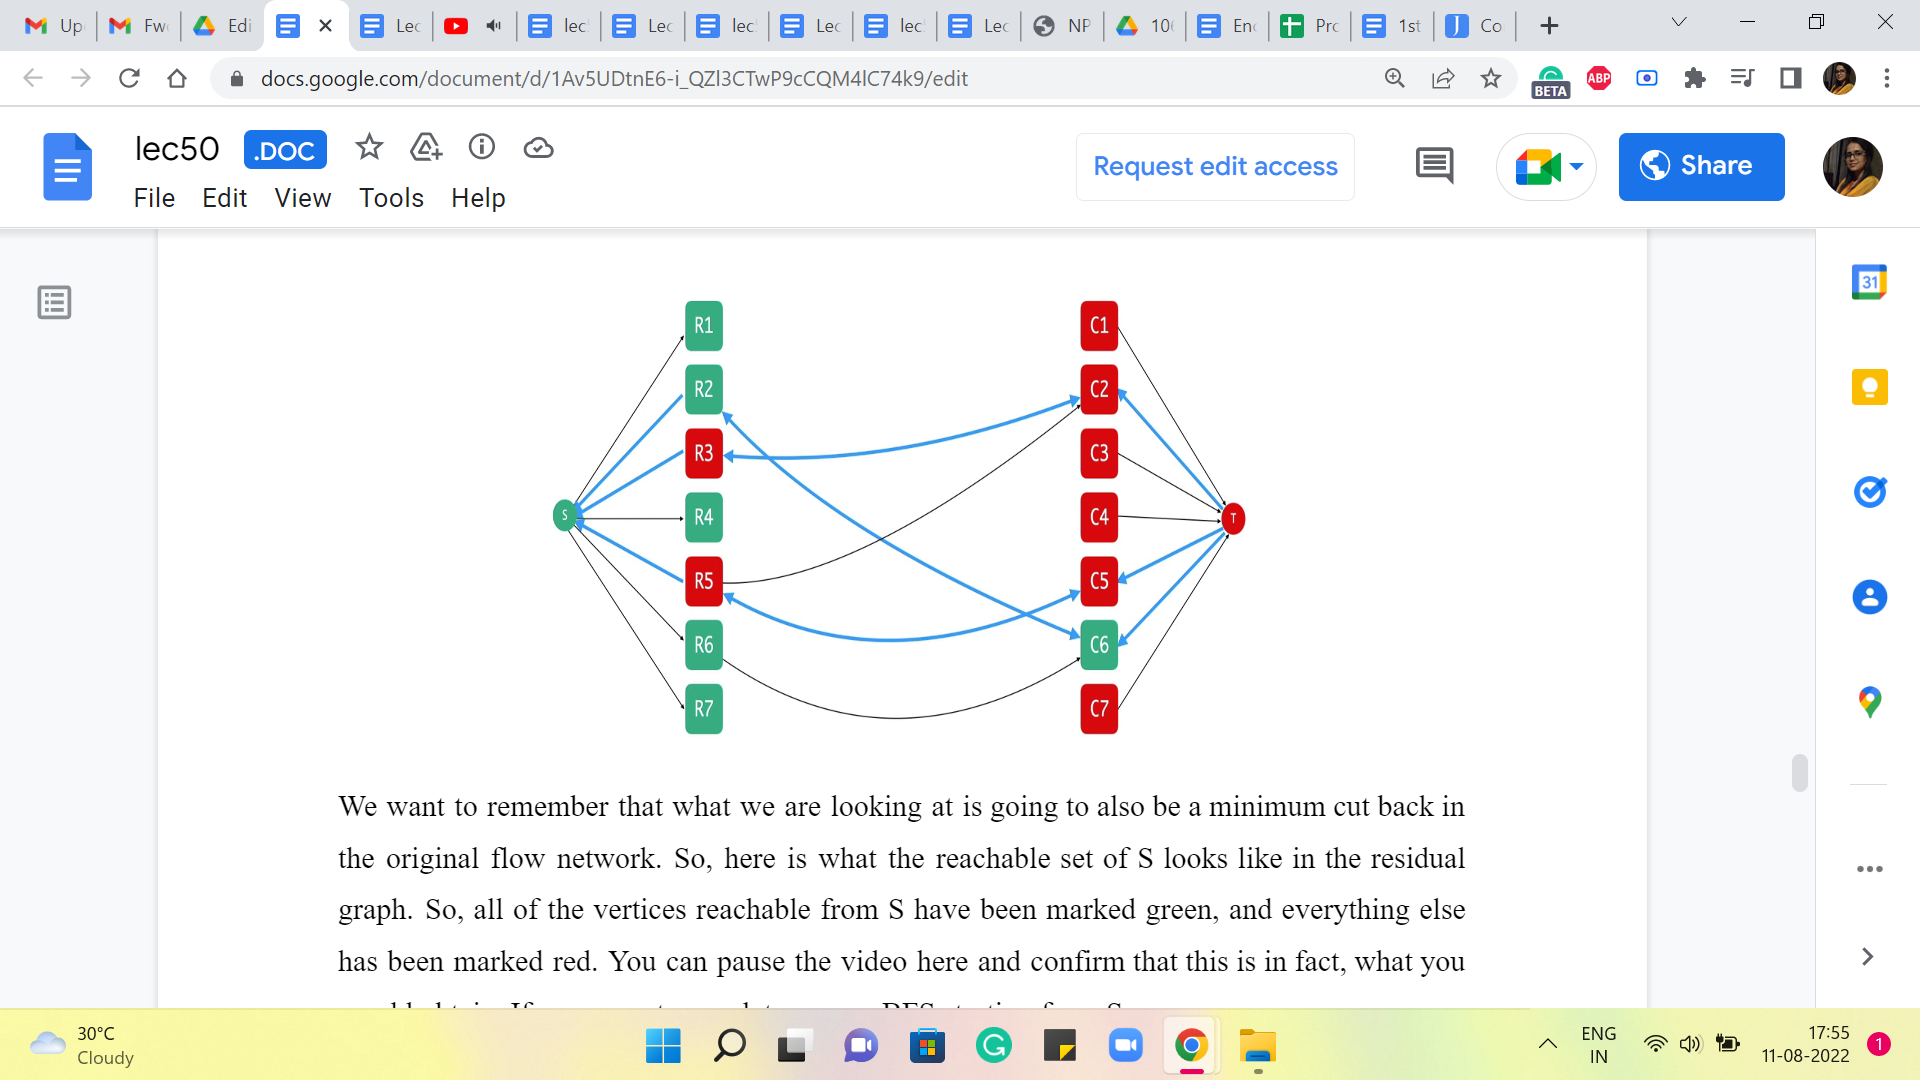 Up
Fwd
Edi
Lec
lec
Lec
lec
Lec
lec
Lec
NP
10
Enc
Pro
1st
Co
docs.google.com/document/d/1Av5UDtnE6-i_QZl3CTwP9cCQM4lC74k9/edit
BETA
ABP
lec50
.DOC
Request edit access
Share
File Edit View Tools Help
31
R1
C1
R2
C2
R3
C3
S
R4
C4
T
R5
C5
R6
C6
R7
C7
We want to remember that what we are looking at is going to also be a minimum cut back in
the original flow network. So, here is what the reachable set of S looks like in the residual
graph. So, all of the vertices reachable from S have been marked green, and everything else
has been marked red. You can pause the video here and confirm that this is in fact, what you
30°C
Cloudy
ENG
IN
17:55
11-08-2022
1